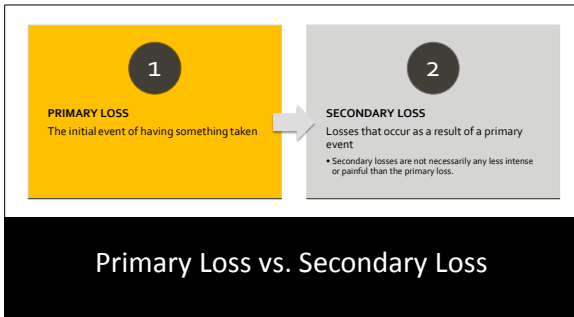 1
PRIMARY LOSS
The initial event of having something taken
2
SECONDARY LOSS
Losses that occur as a result of a primary
event
• Secondary losses are not necessarily any less intense
or painful than the primary loss.
Primary Loss vs. Secondary Loss